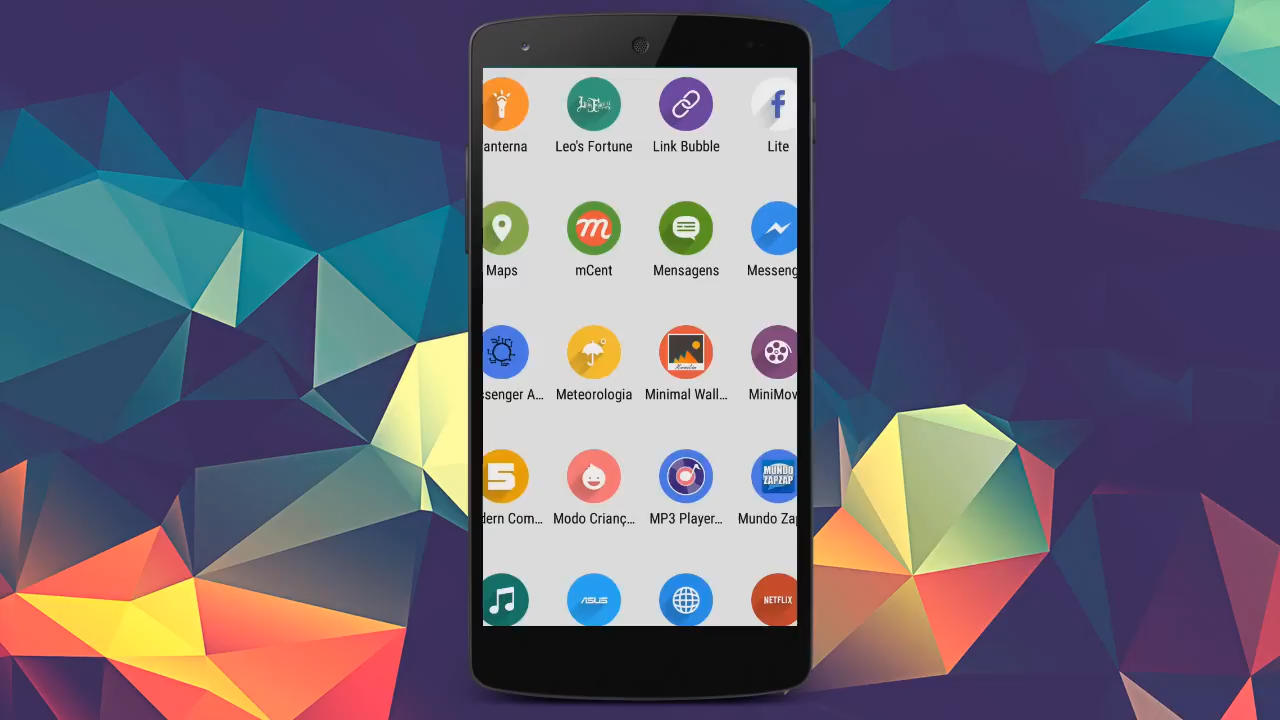 anterna
Leo's Fortune
Link Bubble
Lite
Maps
m
mCent
Mensagens
Messeng
ssenger A...
Meteorologia
Minimal Wall...
MiniMov
5
dern Com...
Modo Crianç...
MP3 Player...
MUNDO
ZAPZAP
Mundo Zap
ASUS
NETFLIX